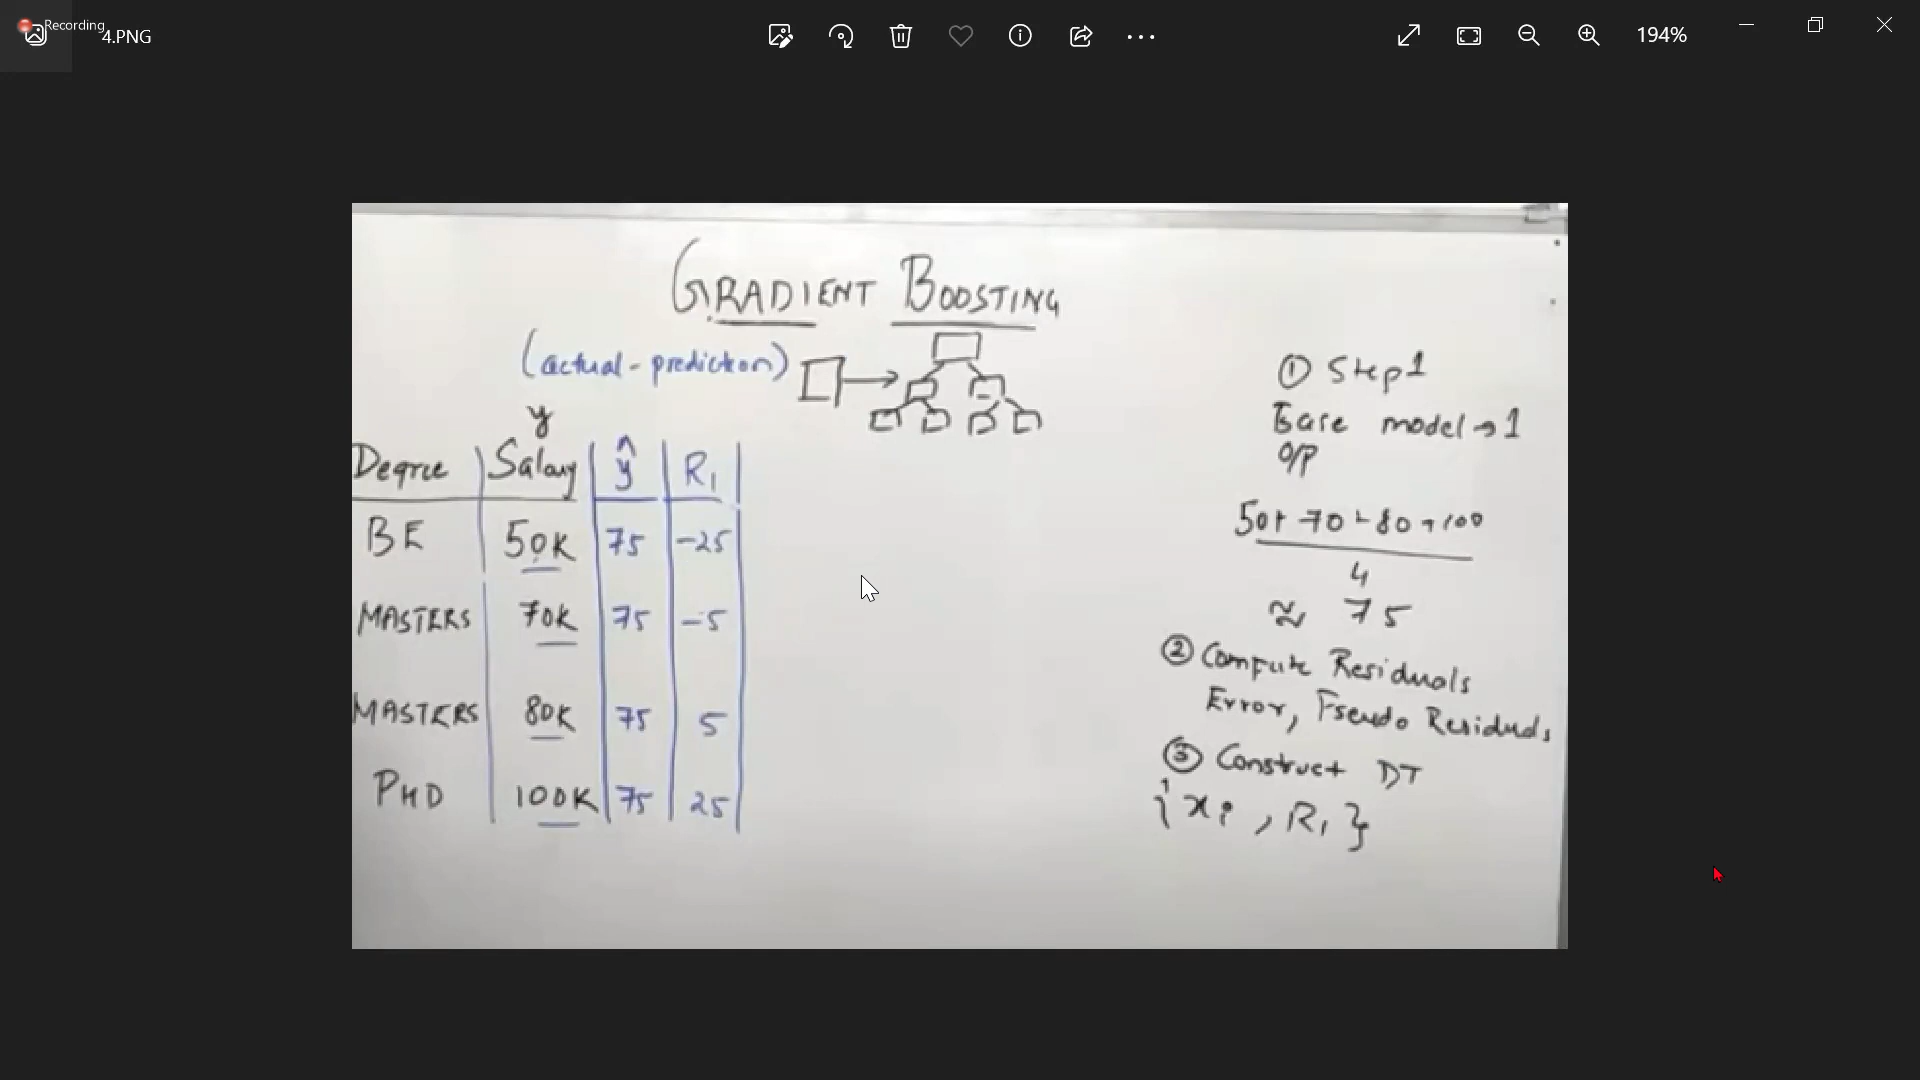 Recording
4.PNG
194%
GRADIENT BOOSTING
(actual - prediction)
y
Degree Salary ŷ R1
BE 50K 75 -25
MASTERS 70K 75 -5
MASTERS 80K 75 5
PHD 100K 75 25
① Step 1
Base model → 1
O/P
50+70+80+100
4
≈ 75
② Compute Residuals
Error, Pseudo Residuals
③ Construct DT
{xi, R1}